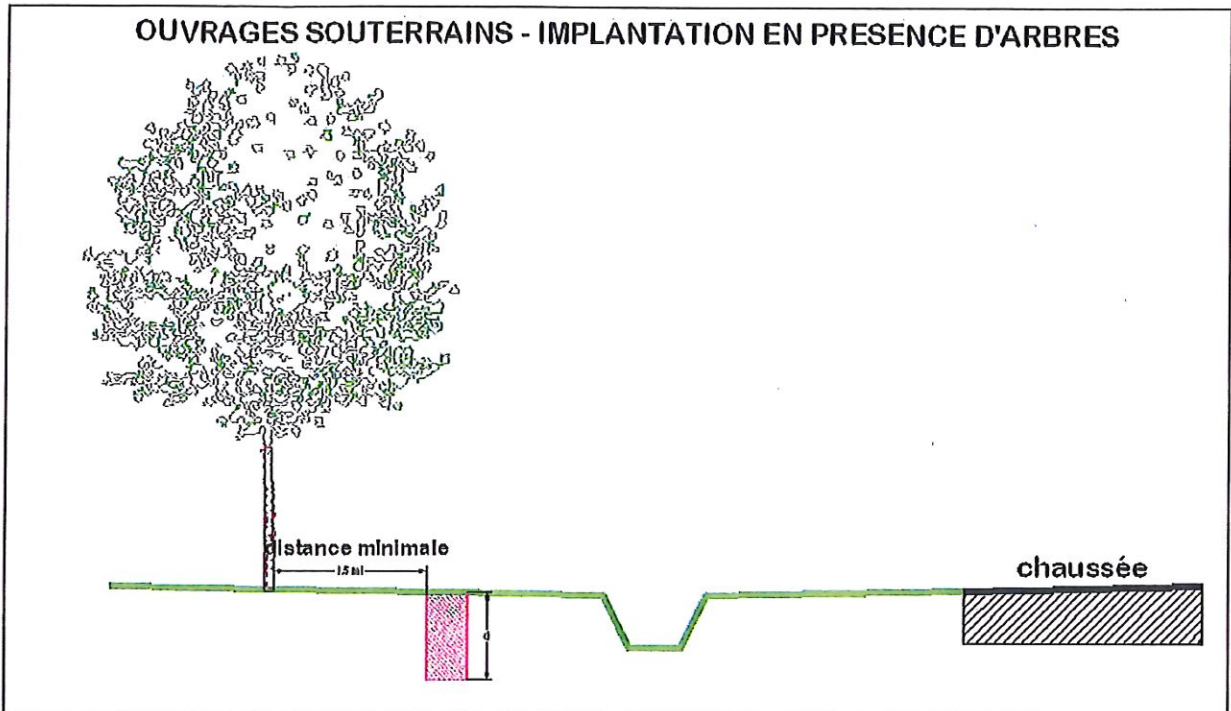 OUVRAGES SOUTERRAINS - IMPLANTATION EN PRESENCE D'ARBRES
distance minimale
chaussée